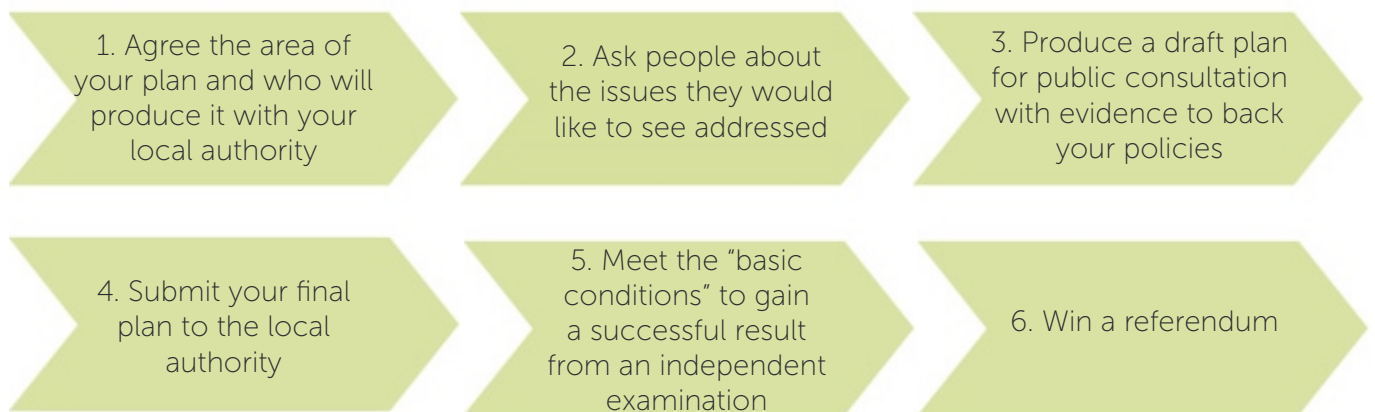 1. Agree the area of
your plan and who will
produce it with your
local authority
2. Ask people about
the issues they would
like to see addressed
3. Produce a draft plan
for public consultation
with evidence to back
your policies
4. Submit your final
plan to the local
authority
5. Meet the “basic
conditions” to gain
a successful result
from an independent
examination
6. Win a referendum